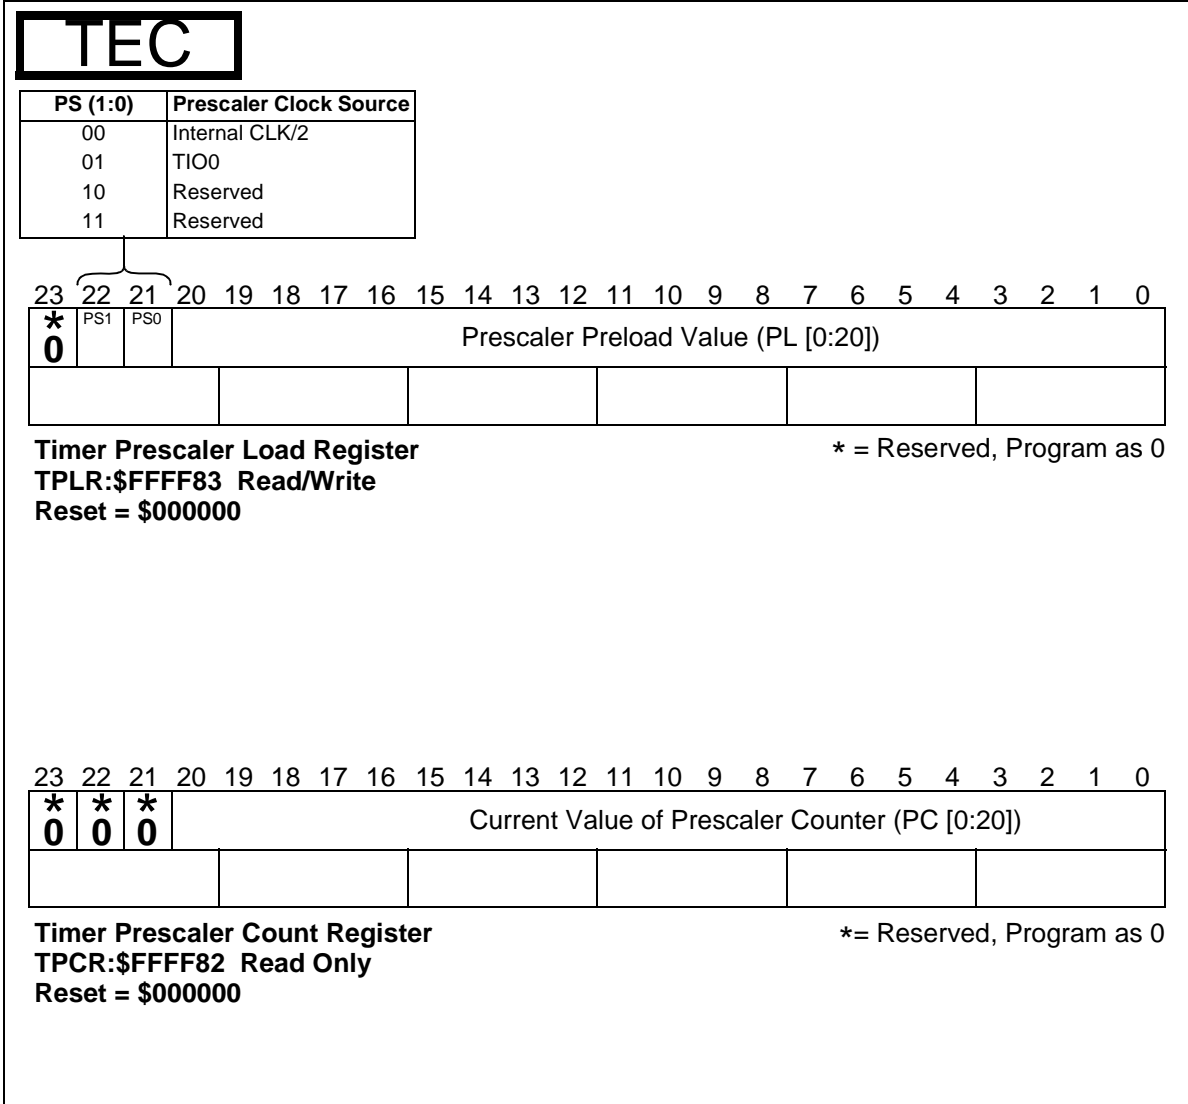 TEC
PS (1:0) Prescaler Clock Source
00 Internal CLK/2
01 TIO0
10 Reserved
11 Reserved
23 22 21 20 19 18 17 16 15 14 13 12 11 10 9 8 7 6 5 4 3 2 1 0
* PS1 PS0 Prescaler Preload Value (PL [0:20])
0
Timer Prescaler Load Register * = Reserved, Program as 0
TPLR:$FFFF83 Read/Write
Reset = $000000
23 22 21 20 19 18 17 16 15 14 13 12 11 10 9 8 7 6 5 4 3 2 1 0
* * * Current Value of Prescaler Counter (PC [0:20])
0 0 0
Timer Prescaler Count Register *= Reserved, Program as 0
TPCR:$FFFF82 Read Only
Reset = $000000